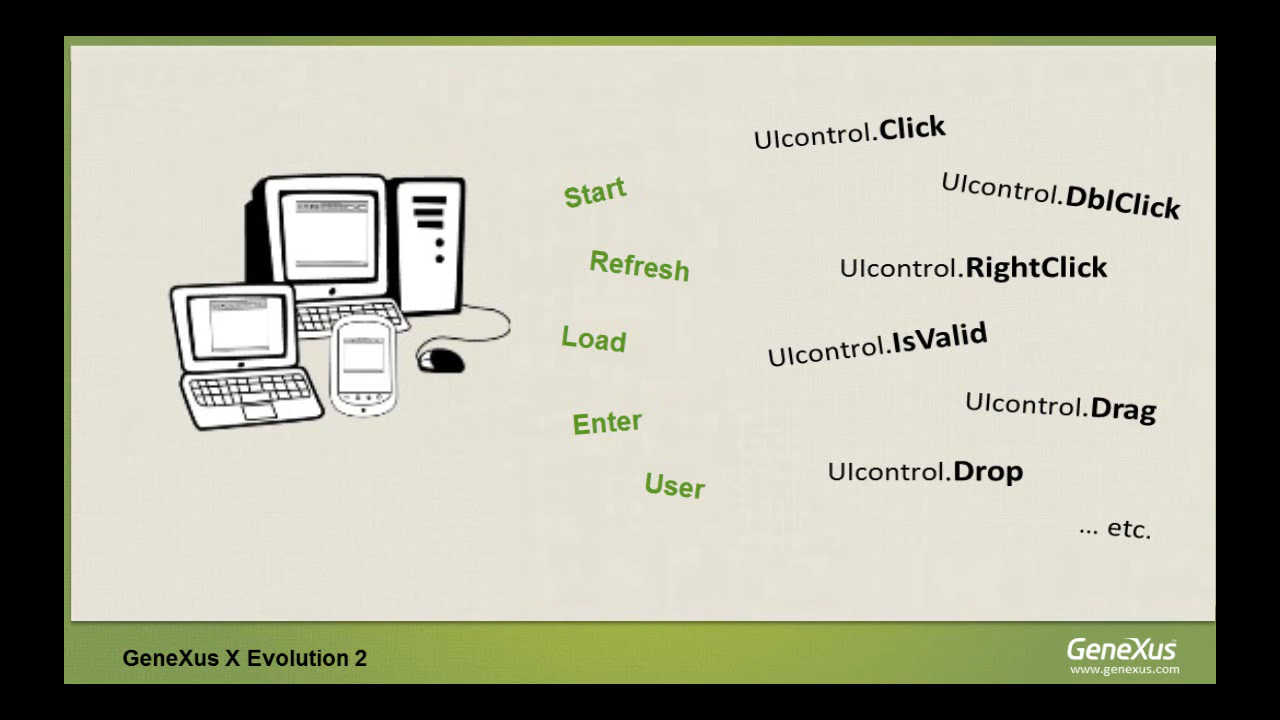 Start
Refresh
Load
Enter
User
UIcontrol.Click
UIcontrol.DblClick
UIcontrol.RightClick
UIcontrol.IsValid
UIcontrol.Drag
UIcontrol.Drop
... etc.
GeneXus X Evolution 2
GeneXus
www.genexus.com